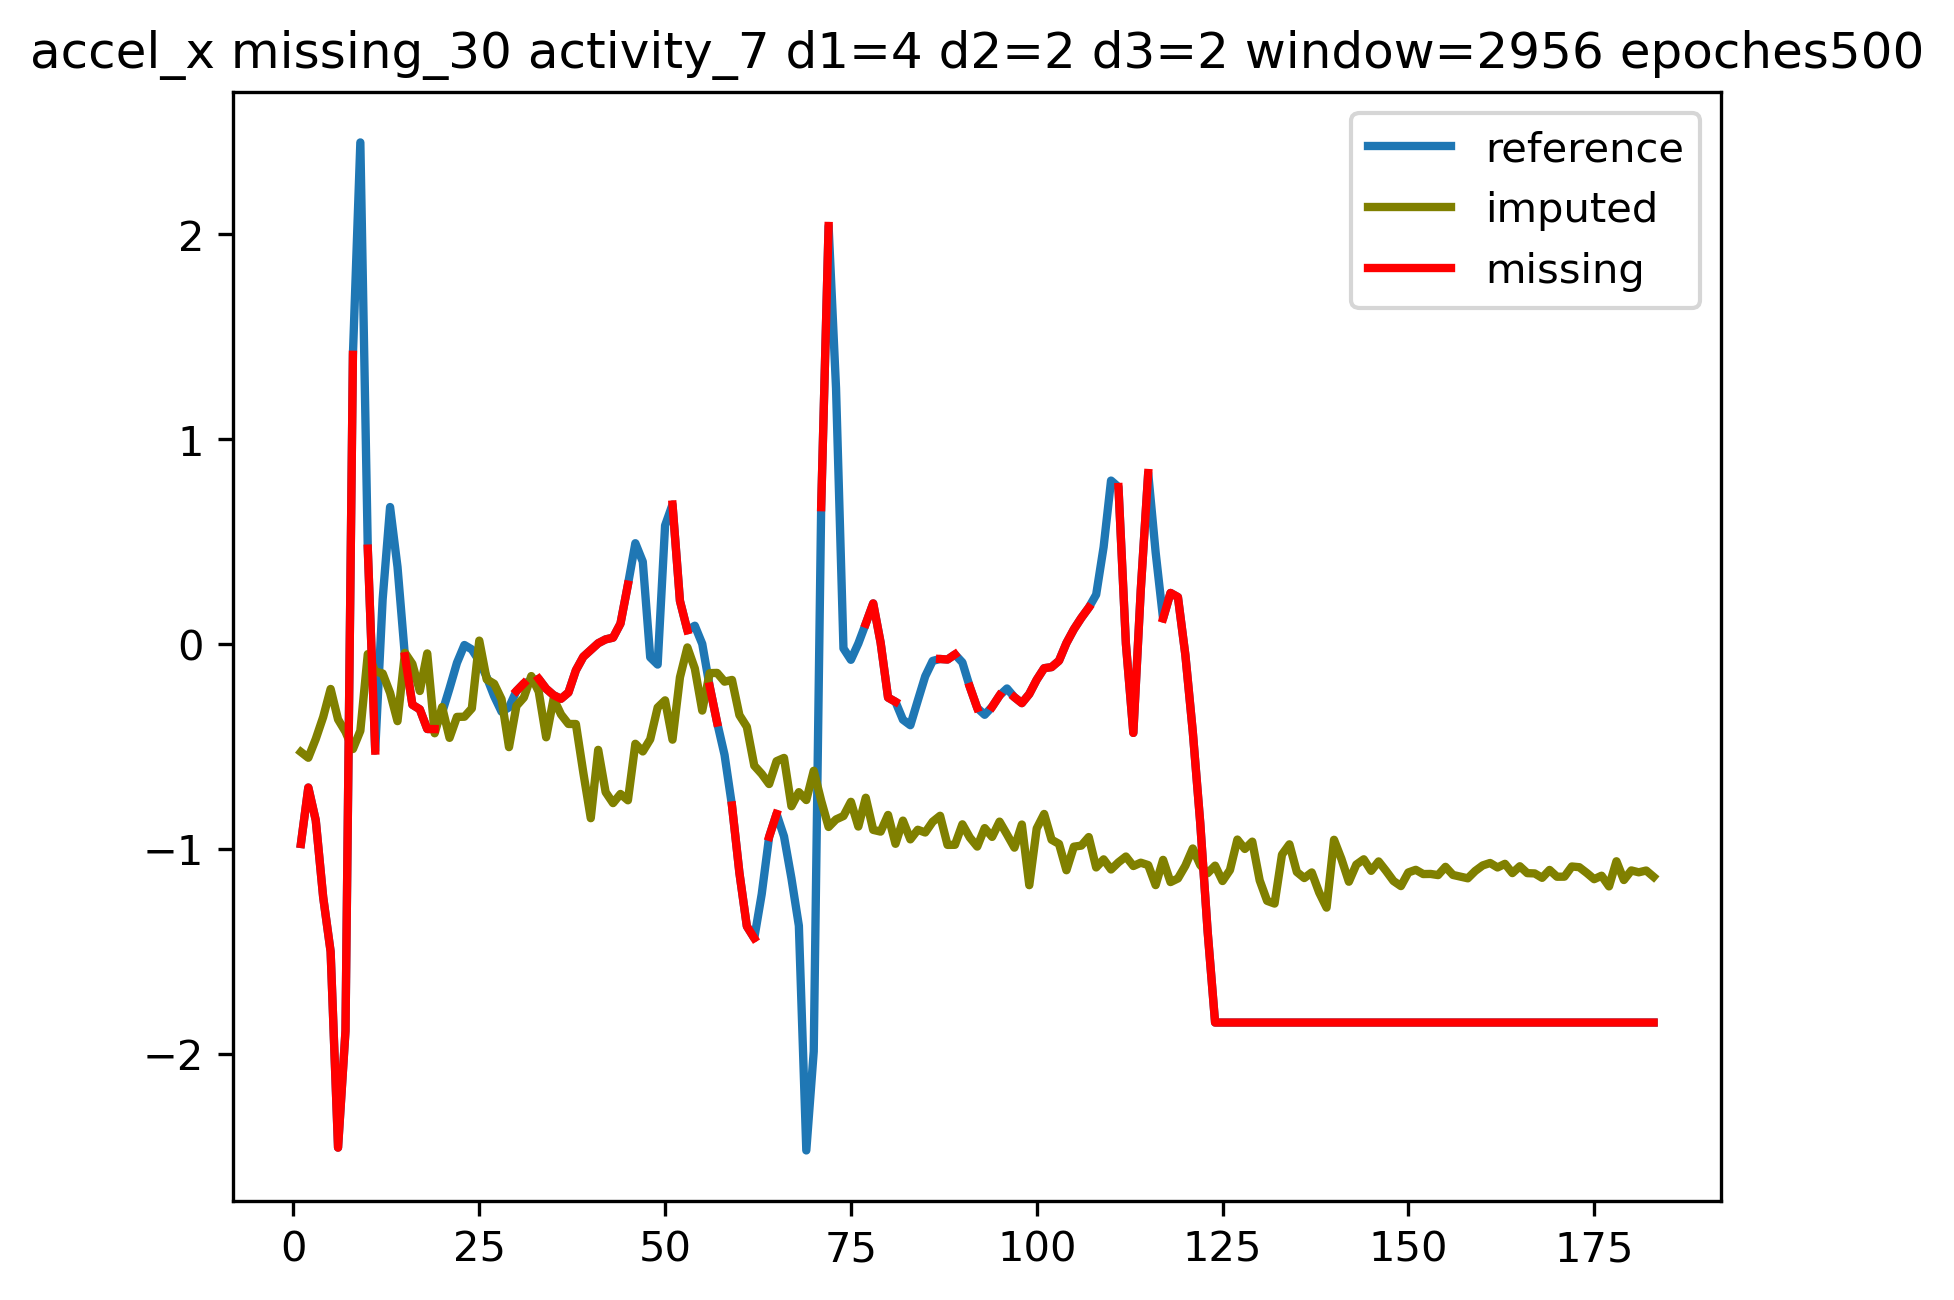 accel_x missing_30 activity_7 d1=4 d2=2 d3=2 window=2956 epoches500
reference
imputed
missing
2
1
0
−1
−2
0 25 50 75 100 125 150 175